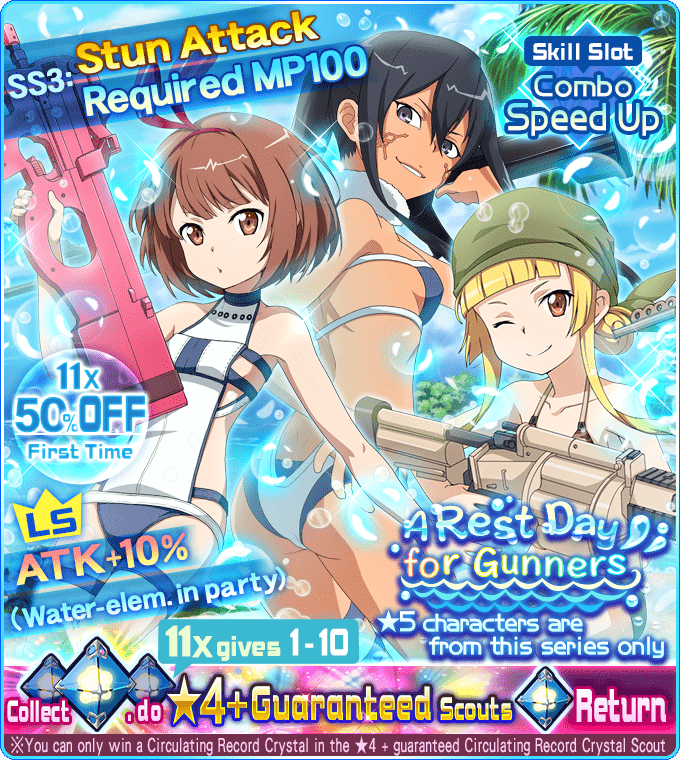 SS3: Stun Attack
Required MP100
Skill Slot
Combo
Speed Up
11x
50%OFF
First Time
LS
ATK+10%
(Water-elem. in party)
A Rest Day
for Gunners
★5 characters are
from this series only
11x gives 1-10
Collect . do ★4+Guaranteed Scouts Return
※You can only win a Circulating Record Crystal in the ★4 + guaranteed Circulating Record Crystal Scout